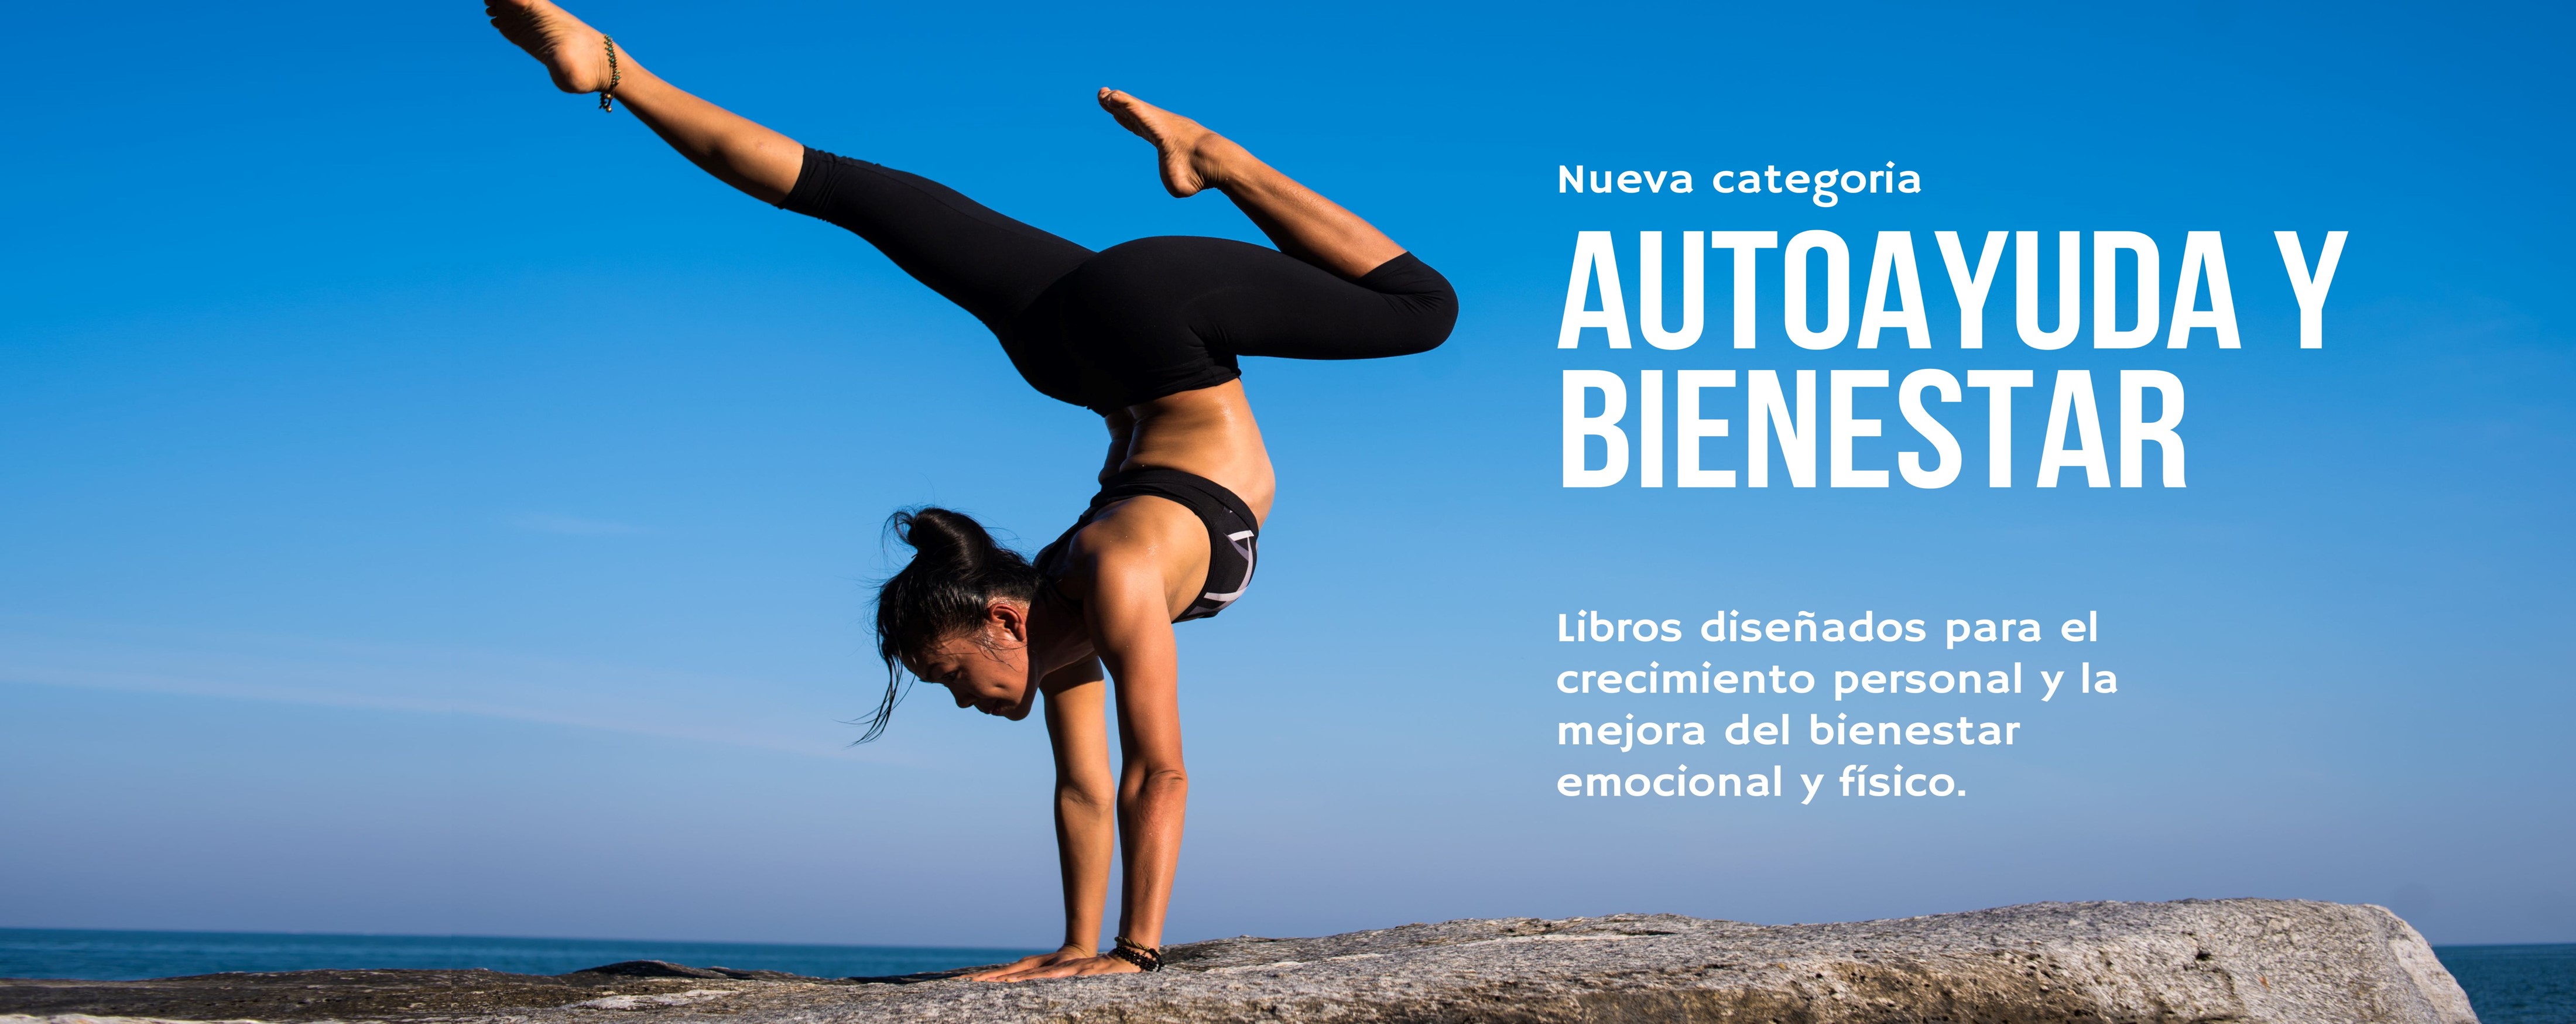 Nueva categoria
AUTOAYUDA Y
BIENESTAR
Libros diseñados para el
crecimiento personal y la
mejora del bienestar
emocional y físico.